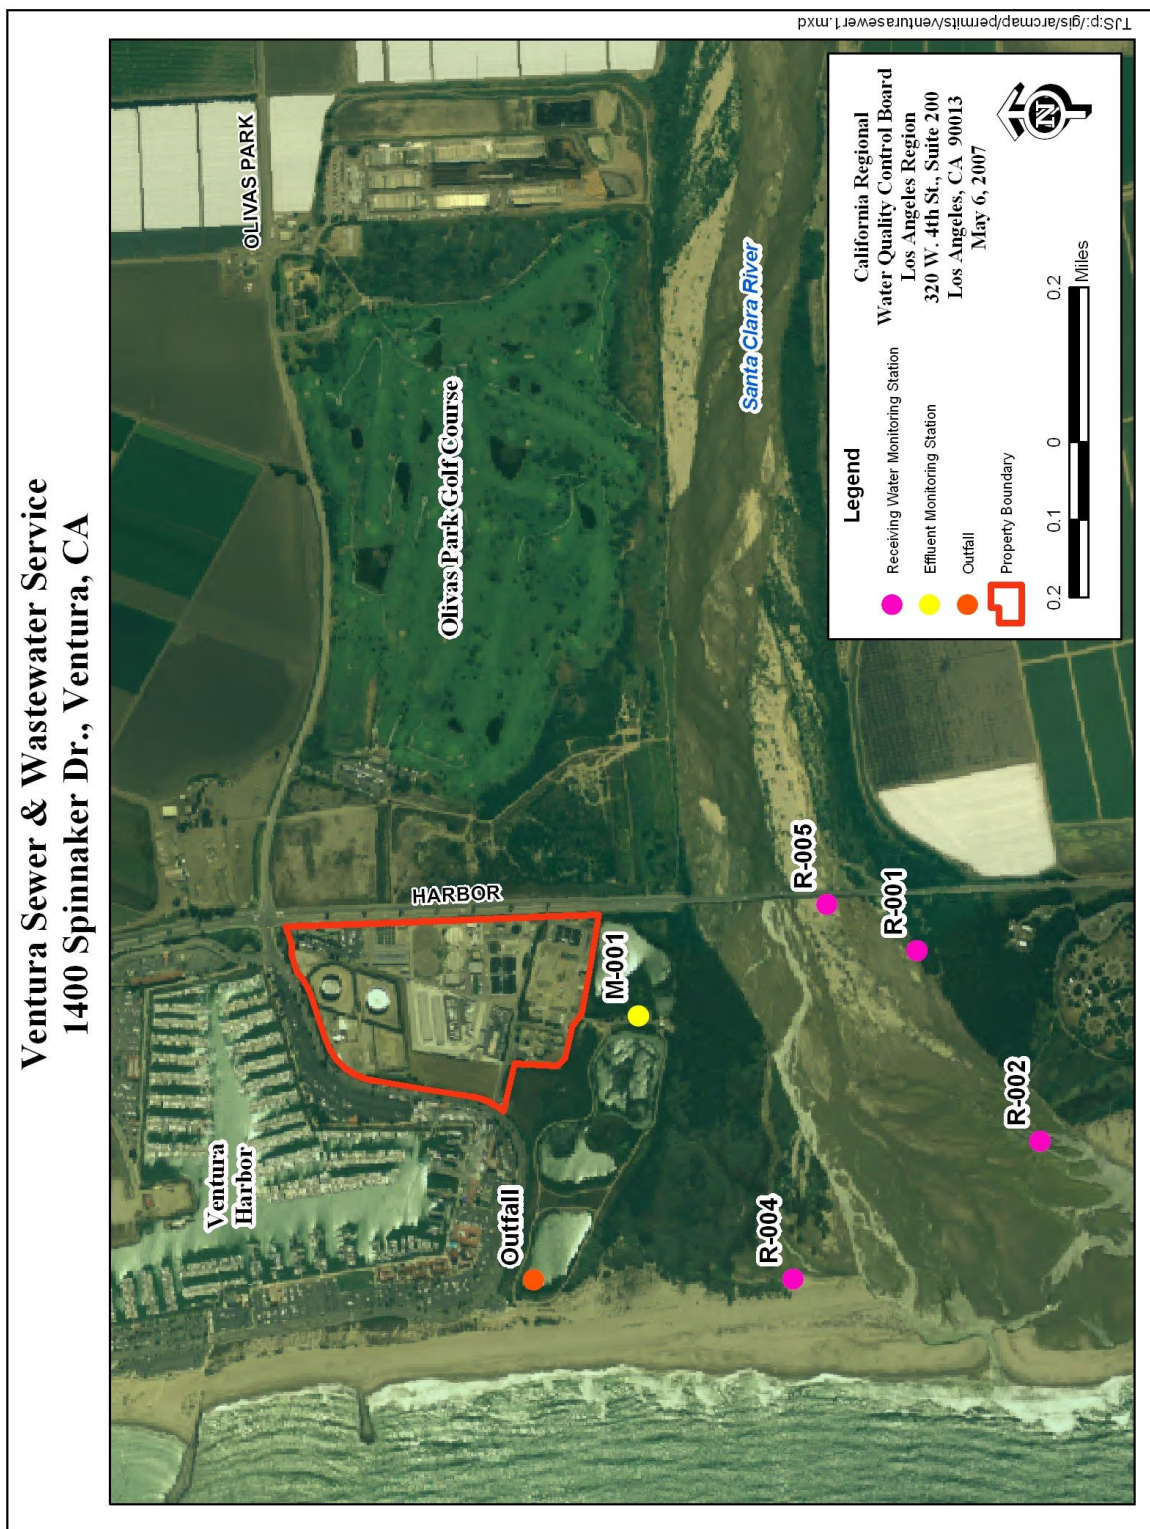 Ventura Sewer & Wastewater Service
1400 Spinnaker Dr., Ventura, CA
Ventura
Harbor
Outfall
R-004
R-002
M-001
R-001
R-005
HARBOR
Olivas Park Golf Course
OLIVAS PARK
Santa Clara River
Legend
Receiving Water Monitoring Station
Effluent Monitoring Station
Outfall
Property Boundary
California Regional
Water Quality Control Board
Los Angeles Region
320 W. 4th St., Suite 200
Los Angeles, CA 90013
May 6, 2007
N
0.2 0.1 0 0.2
Miles
TJS:p:/gis/arcmap/permits/venturasewer1.mxd